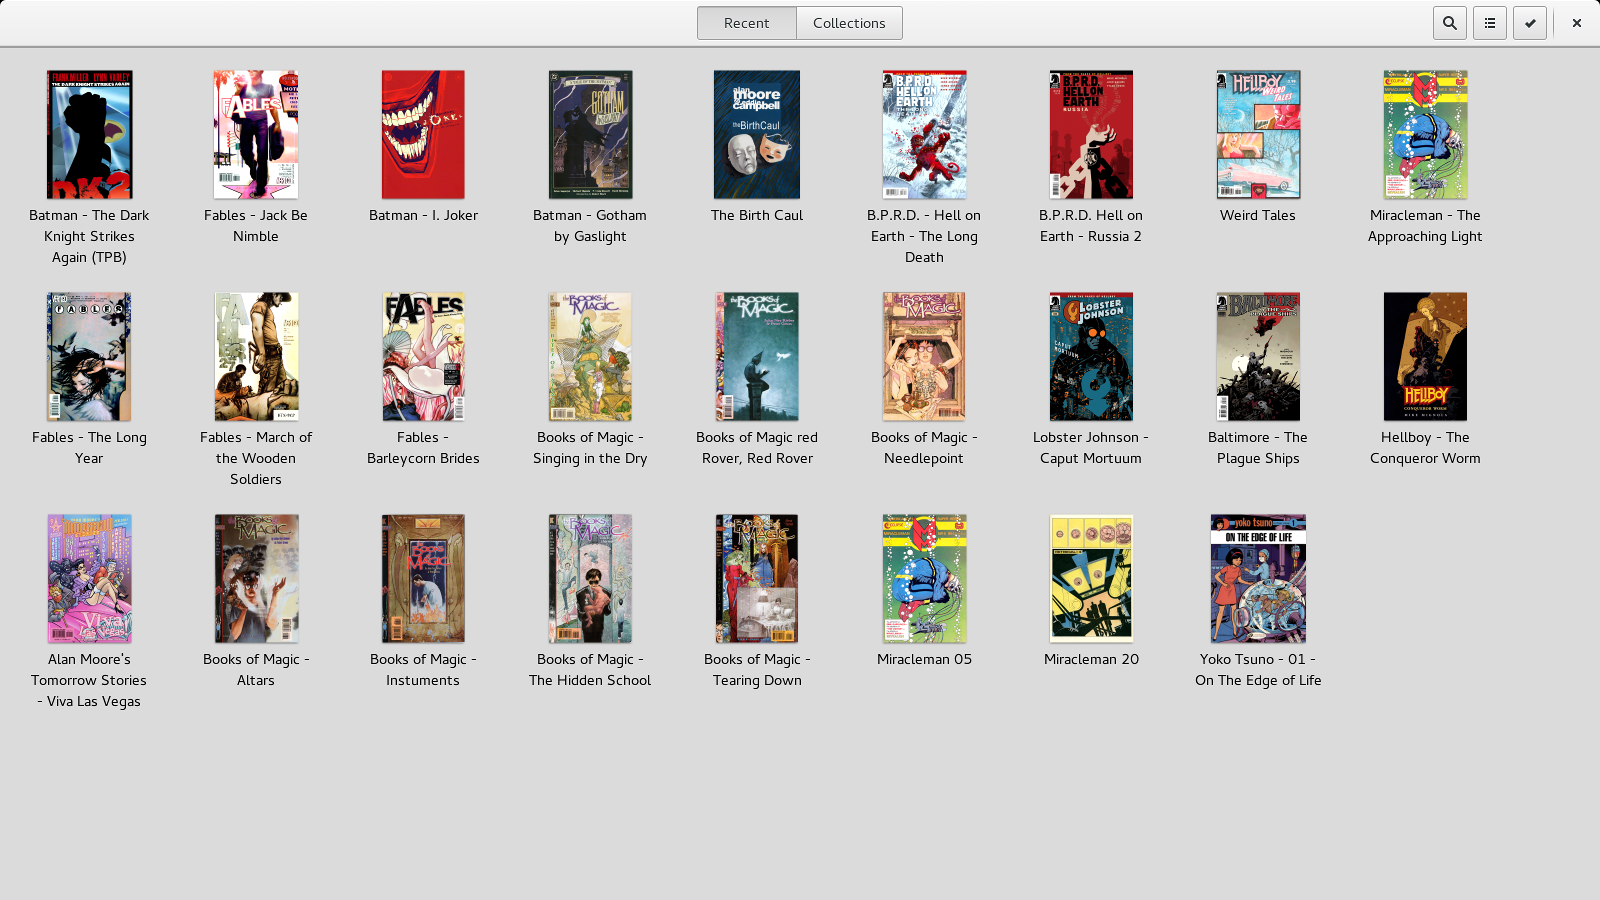 Recent
Collections
FRANK MILLER LYNN VARLEY
THE DARK KNIGHT STRIKES AGAIN
DK2
FABLES
JOKER
GOTHAM
alan
moore
campbell
theBirthCaul
B.P.R.D.
HELL ON
EARTH
B.P.R.D.
HELL ON
EARTH
RUSSIA
HELLBOY
WEIRD
TALES
MIRACLEMAN
Batman - The Dark
Knight Strikes
Again (TPB)
Fables - Jack Be
Nimble
Batman - I. Joker
Batman - Gotham
by Gaslight
The Birth Caul
B.P.R.D. - Hell on
Earth - The Long
Death
B.P.R.D. Hell on
Earth - Russia 2
Weird Tales
Miracleman - The
Approaching Light
FABLES
FABLES
the BOOKS of
MAGIC
the BOOKS of
MAGIC
the BOOKS of
MAGIC
LOBSTER
JOHNSON
CAPUT
MORTUUM
BALTIMORE
THE
PLAGUE SHIPS
HELLBOY
CONQUEROR WORM
MIKE MIGNOLA
Fables - The Long
Year
Fables - March of
the Wooden
Soldiers
Fables -
Barleycorn Brides
Books of Magic -
Singing in the Dry
Books of Magic red
Rover, Red Rover
Books of Magic -
Needlepoint
Lobster Johnson -
Caput Mortuum
Baltimore - The
Plague Ships
Hellboy - The
Conqueror Worm
Viva
Las Vegas!
BOOKS of
MAGIC
BOOKS of
MAGIC
BOOKS of
MAGIC
BOOKS of
MAGIC
MIRACLEMAN
yoko tsuno
ON THE EDGE OF LIFE
Alan Moore's
Tomorrow Stories
- Viva Las Vegas
Books of Magic -
Altars
Books of Magic -
Instuments
Books of Magic -
The Hidden School
Books of Magic -
Tearing Down
Miracleman 05
Miracleman 20
Yoko Tsuno - 01 -
On The Edge of Life